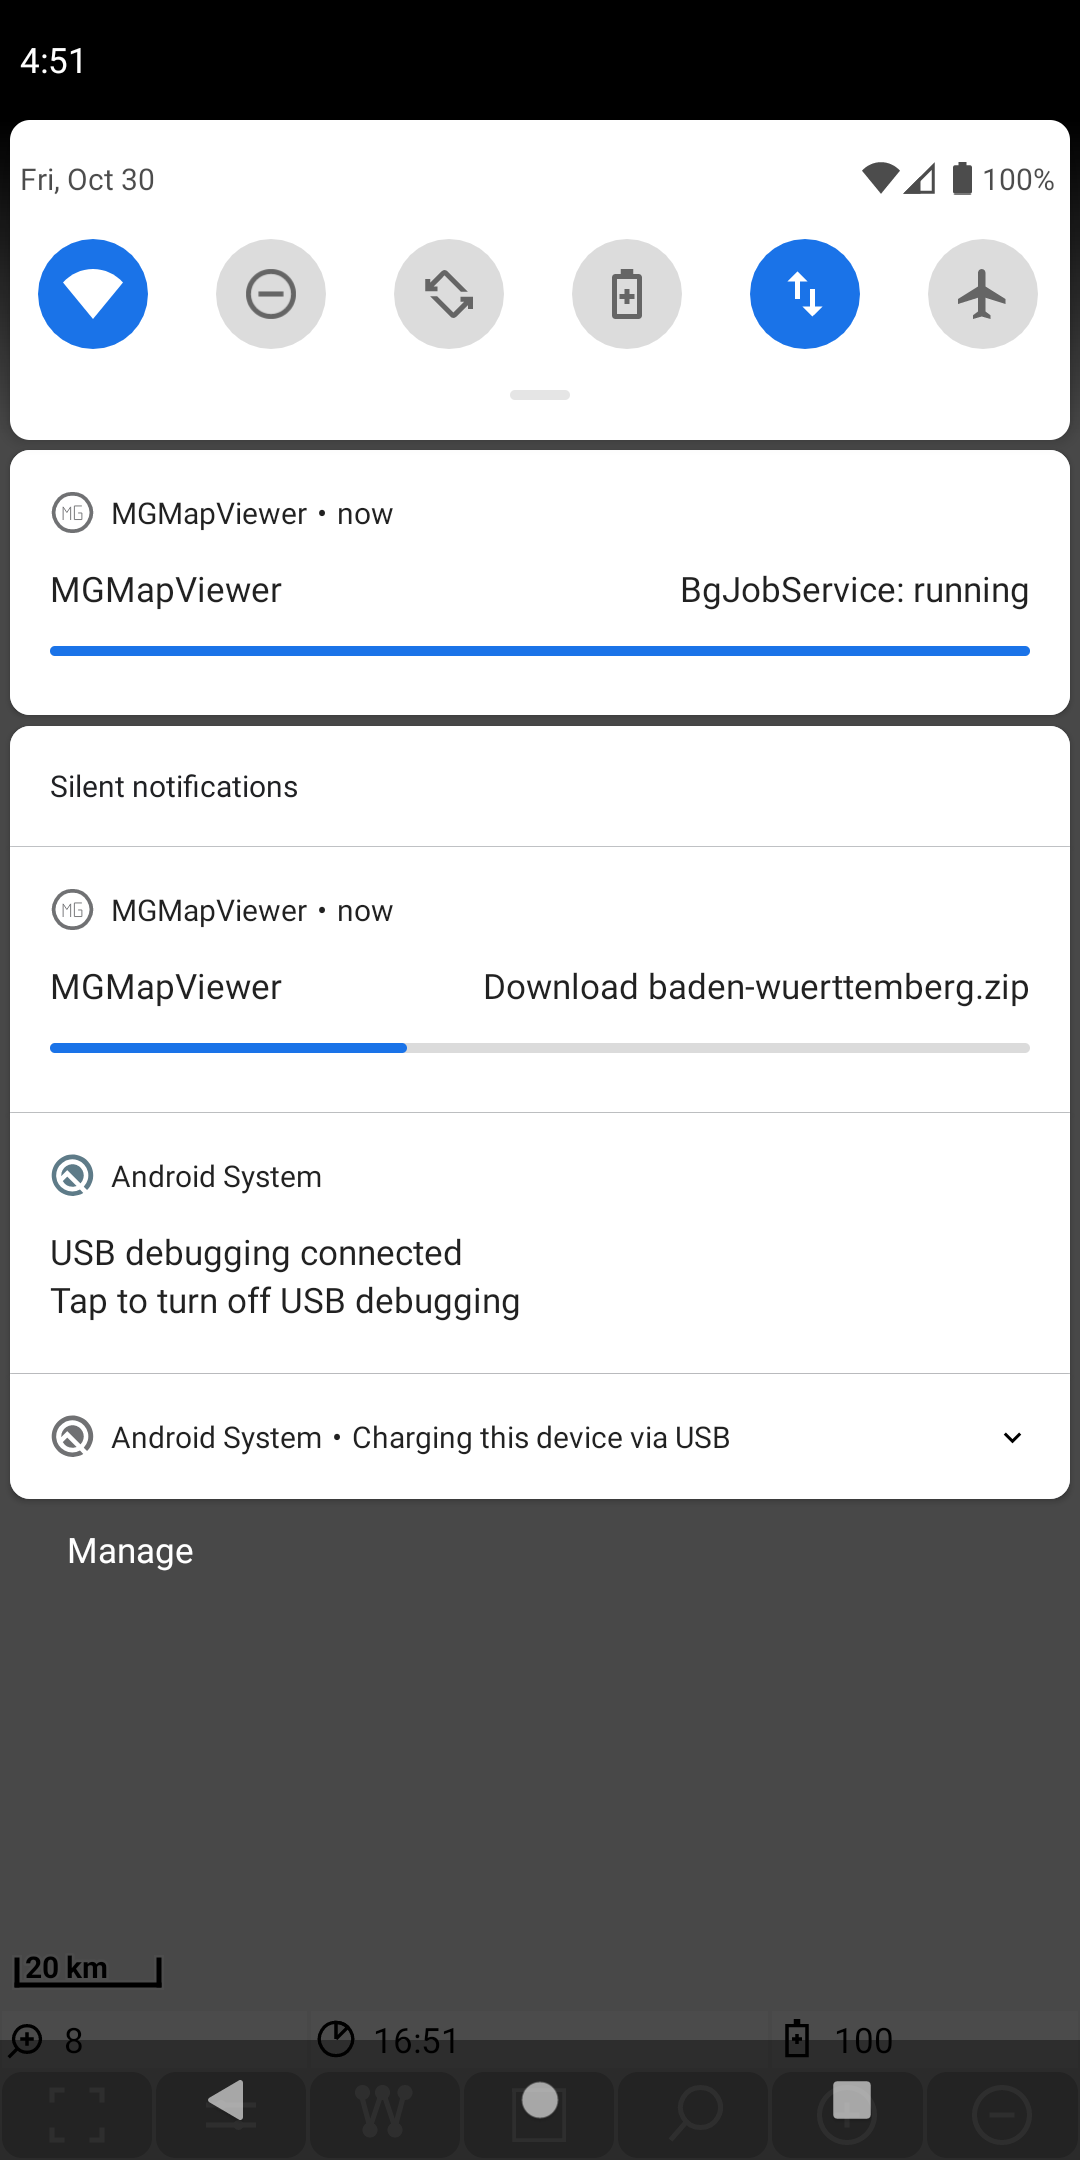 4:51
Fri, Oct 30
100%
MG MGMapViewer • now
MGMapViewer BgJobService: running
Silent notifications
MG MGMapViewer • now
MGMapViewer Download baden-wuerttemberg.zip
Android System
USB debugging connected
Tap to turn off USB debugging
Android System • Charging this device via USB
Manage
20 km
8 16:51 100